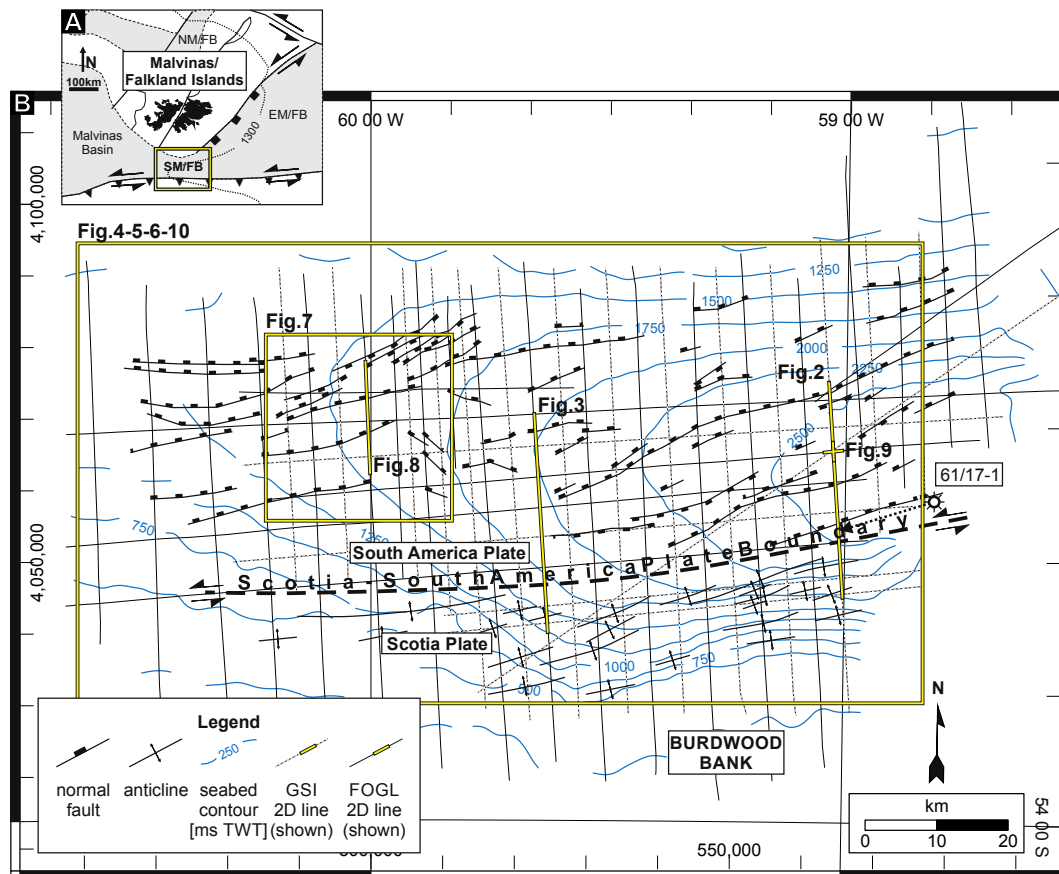 A
N
100km
NM/FB
Malvinas/
Falkland Islands
1300
EM/FB
Malvinas
Basin
SM/FB
B
60 00 W
59 00 W
4,100,000
4,050,000
Fig.4-5-6-10
1250
1500
1750
2000
2250
2500
Fig.7
Fig.2
Fig.3
Fig.8
Fig.9
61/17-1
750
1250
South America Plate
Scotia-South America Plate Boundary
Scotia Plate
1000
750
500
N
BURDWOOD
BANK
Legend
250
normal
fault
anticline
seabed
contour
[ms TWT]
GSI
2D line
(shown)
FOGL
2D line
(shown)
km
0 10 20
54 00 S
550,000